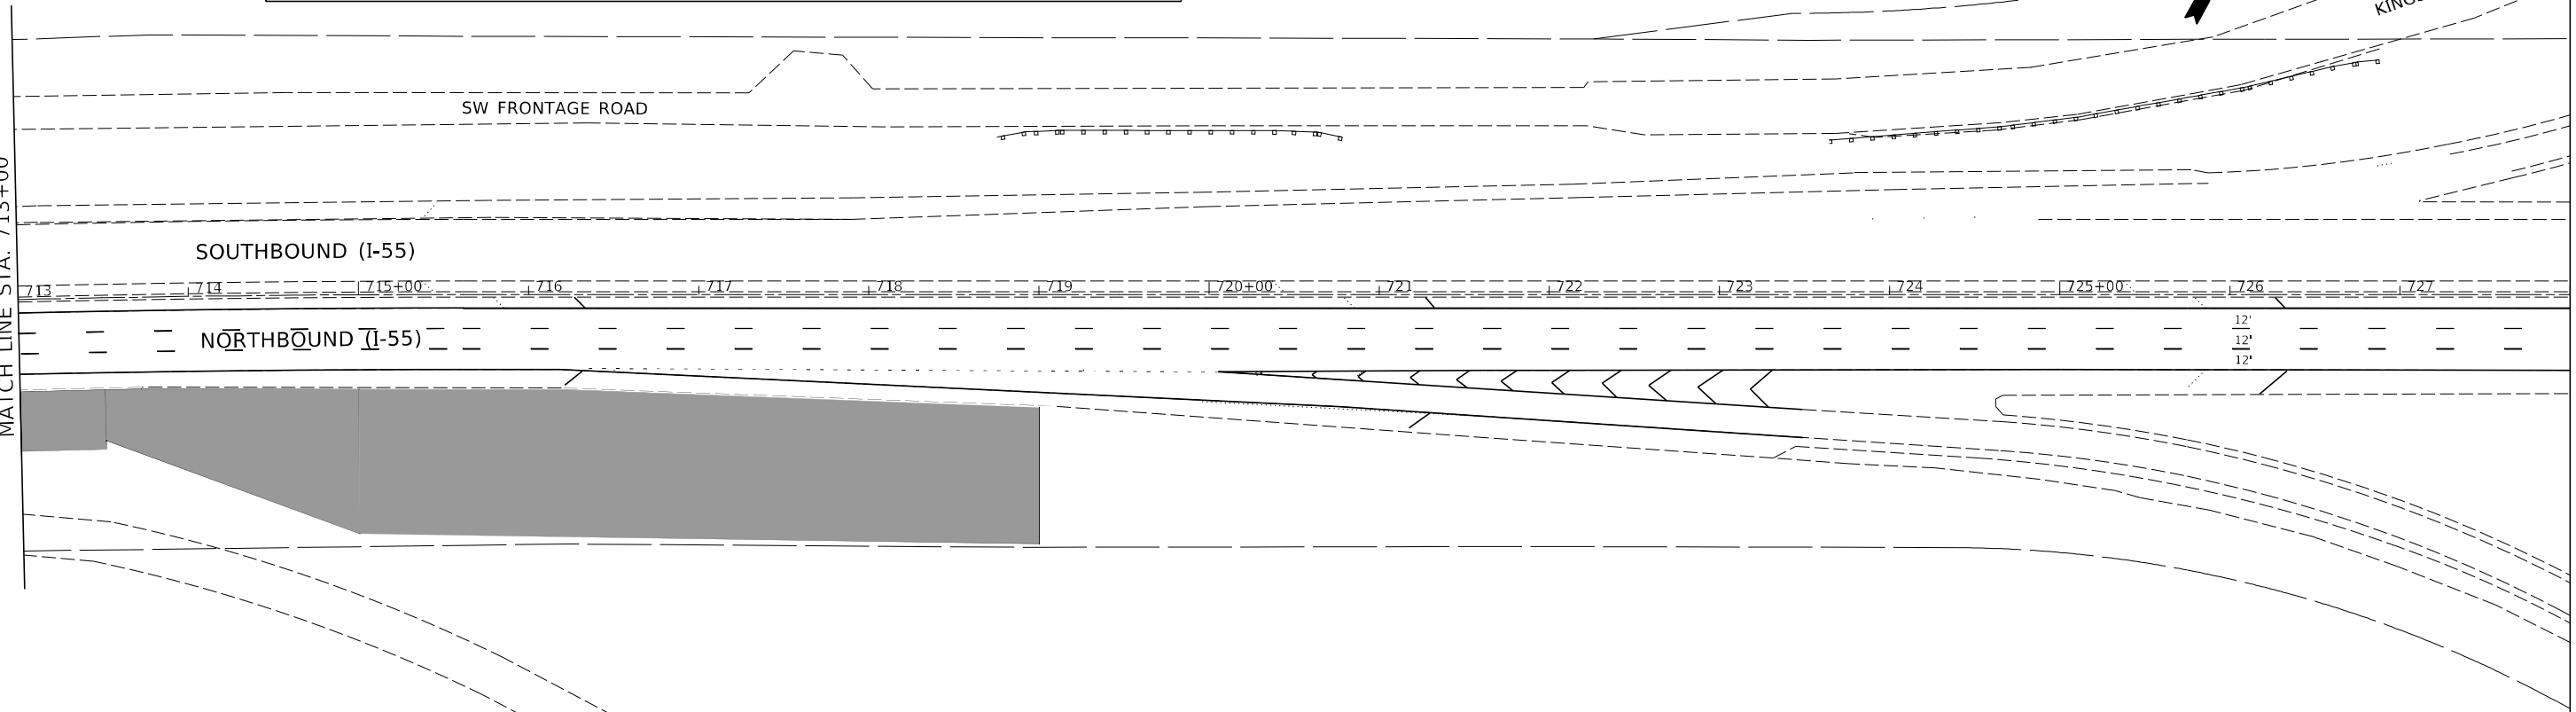 SW FRONTAGE ROAD
MATCH LINE STA. 713+00
SOUTHBOUND (I-55)
713 714 715+00 716 717 718 719 720+00 721 722 723 724 725+00 726 727
NORTHBOUND (I-55)
12'
12'
12'